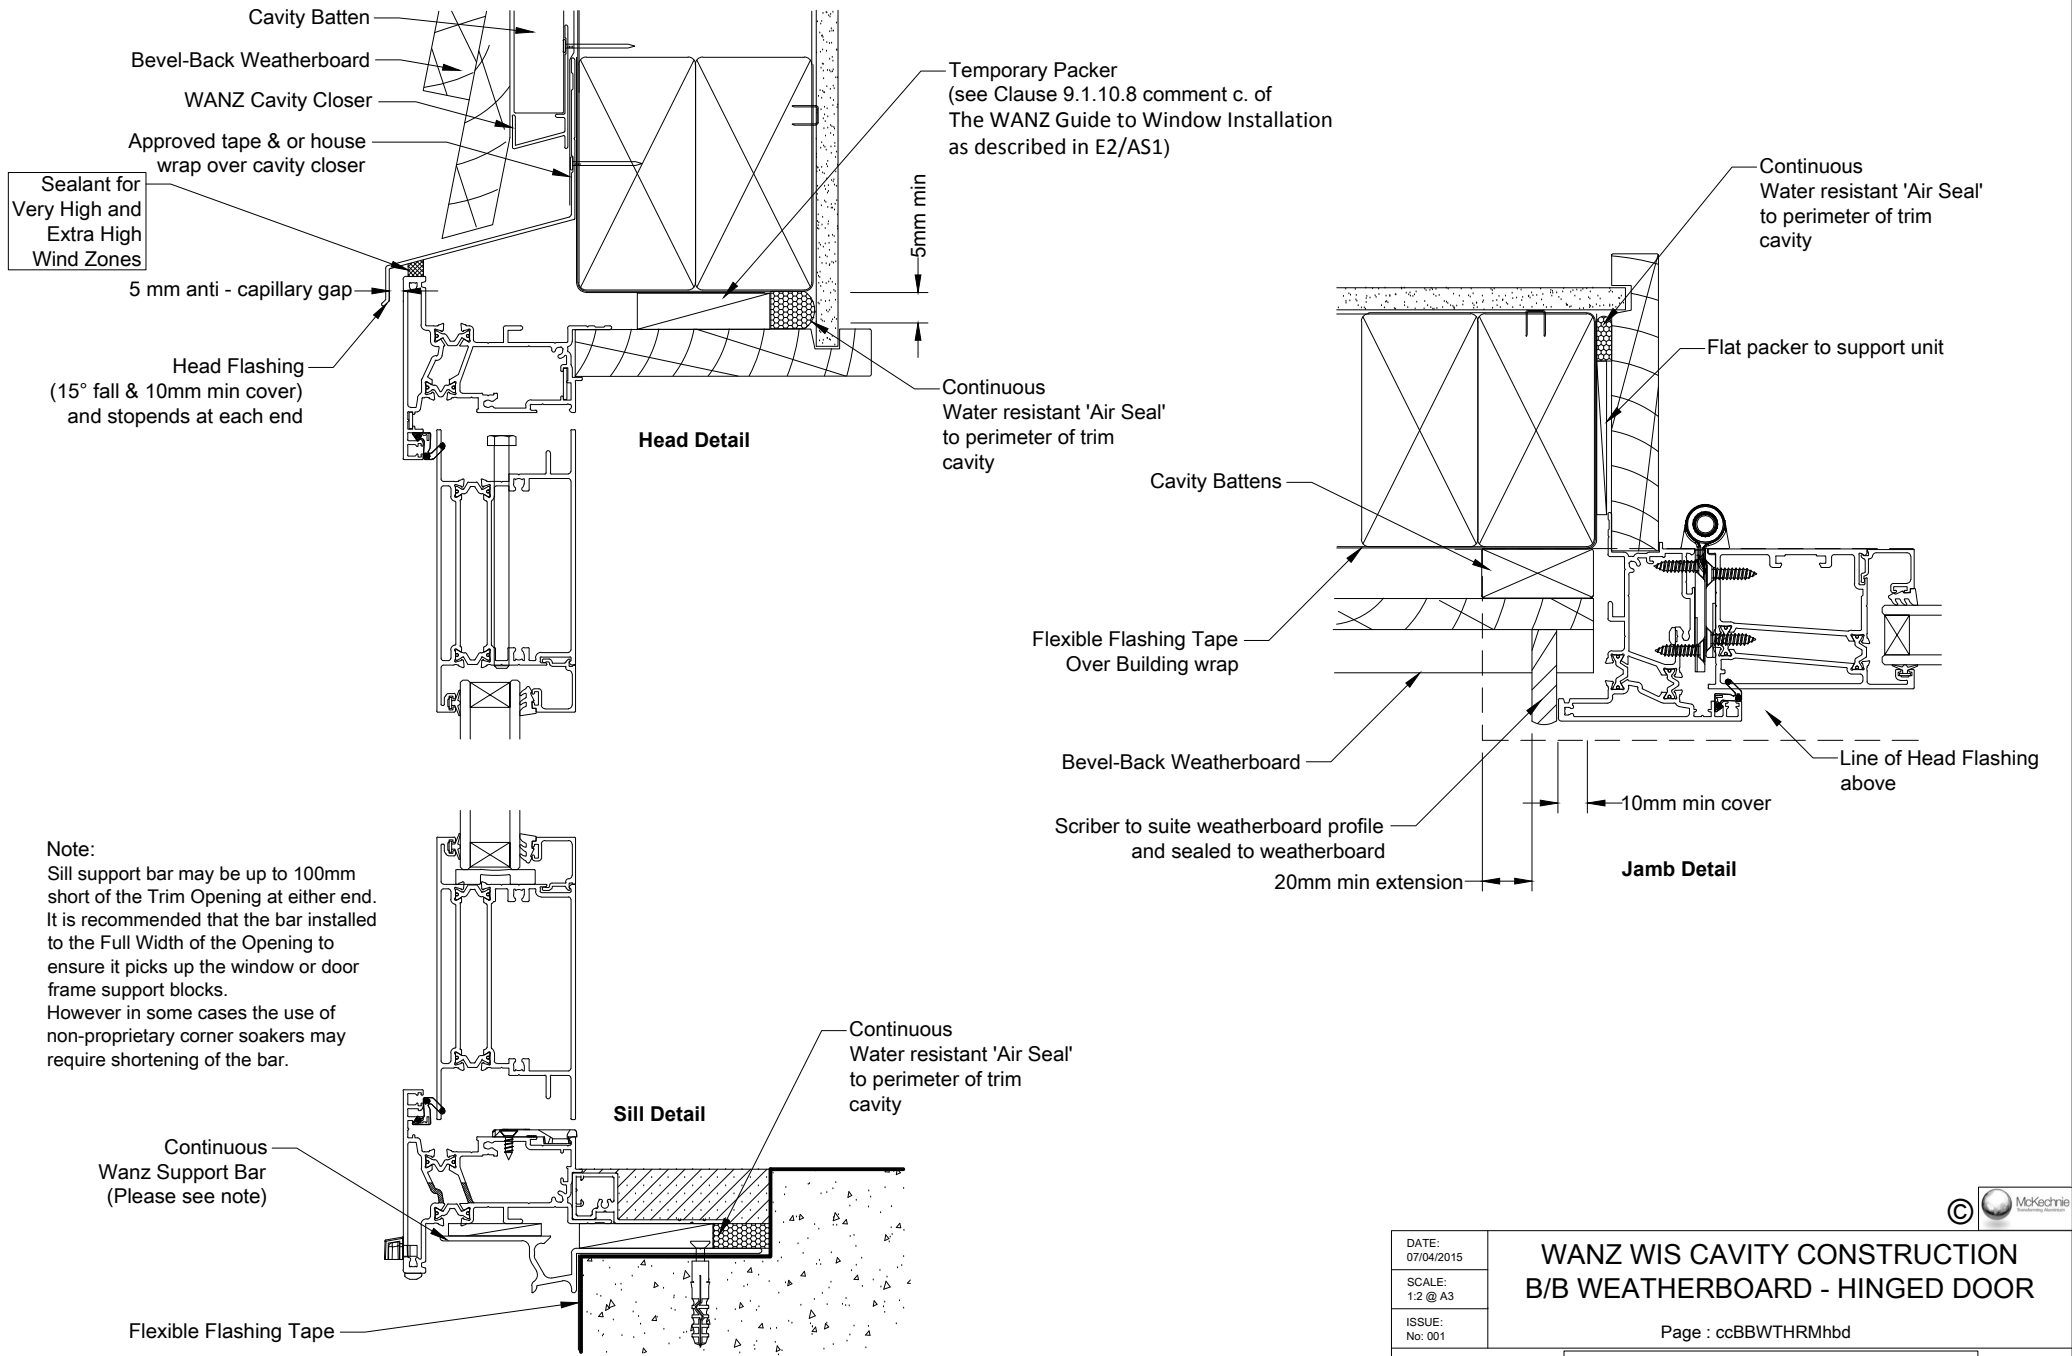 Cavity Batten
Bevel-Back Weatherboard
WANZ Cavity Closer
Approved tape & or house
wrap over cavity closer
Sealant for
Very High and
Extra High
Wind Zones
5 mm anti - capillary gap
Head Flashing
(15° fall & 10mm min cover)
and stopends at each end
Temporary Packer
(see Clause 9.1.10.8 comment c. of
The WANZ Guide to Window Installation
as described in E2/AS1)
5mm min
Continuous
Water resistant 'Air Seal'
to perimeter of trim
cavity
Head Detail
Continuous
Water resistant 'Air Seal'
to perimeter of trim
cavity
Flat packer to support unit
Cavity Battens
Flexible Flashing Tape
Over Building wrap
Bevel-Back Weatherboard
Line of Head Flashing
above
10mm min cover
Scriber to suite weatherboard profile
and sealed to weatherboard
20mm min extension
Jamb Detail
Note:
Sill support bar may be up to 100mm
short of the Trim Opening at either end.
It is recommended that the bar installed
to the Full Width of the Opening to
ensure it picks up the window or door
frame support blocks.
However in some cases the use of
non-proprietary corner soakers may
require shortening of the bar.
Continuous
Water resistant 'Air Seal'
to perimeter of trim
cavity
Sill Detail
Continuous
Wanz Support Bar
(Please see note)
Flexible Flashing Tape
© McKechnie
DATE:
07/04/2015
SCALE:
1:2 @ A3
ISSUE:
No: 001
WANZ WIS CAVITY CONSTRUCTION
B/B WEATHERBOARD - HINGED DOOR
Page : ccBBWTHRMhbd